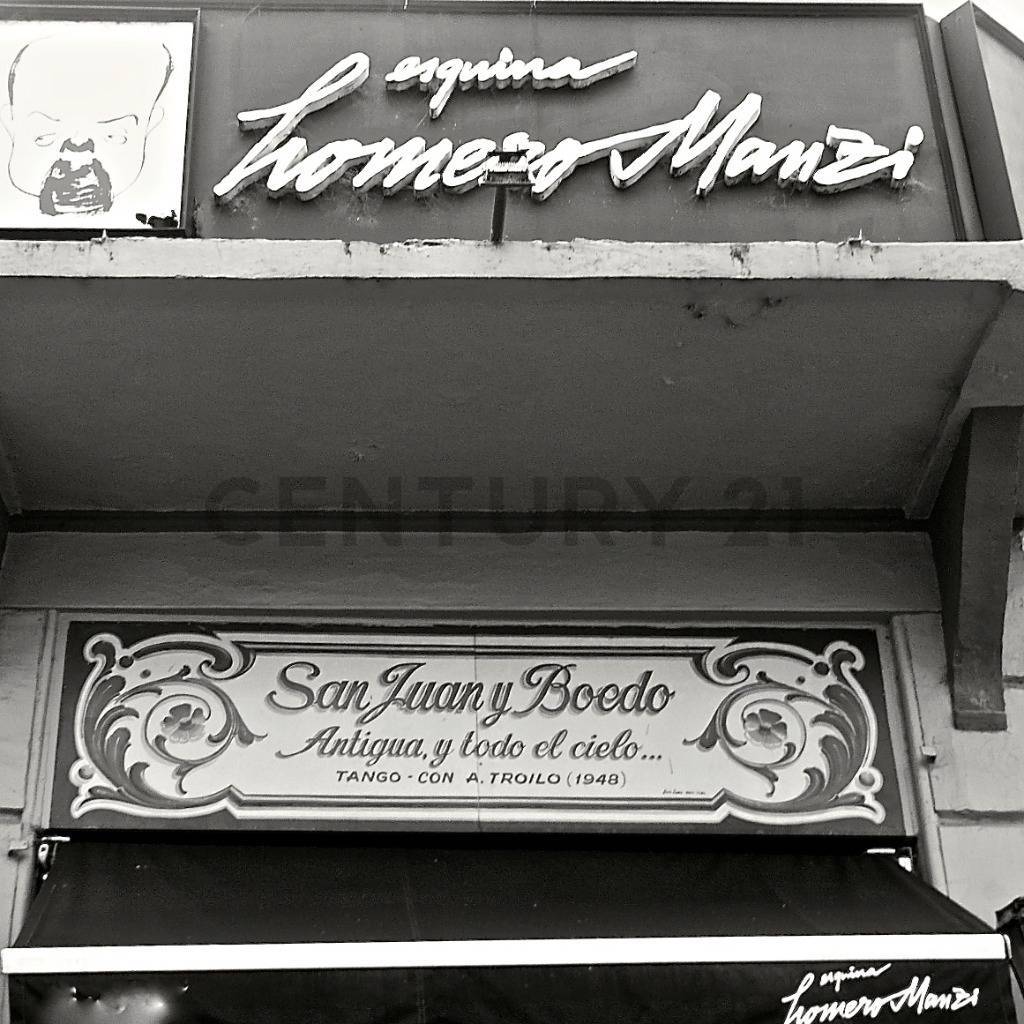 esquina
homero Manzi
CENTURY 21
San Juan y Boedo
Antigua, y todo el cielo...
TANGO - CON A. TROILO (1948)
esquina
homero Manzi